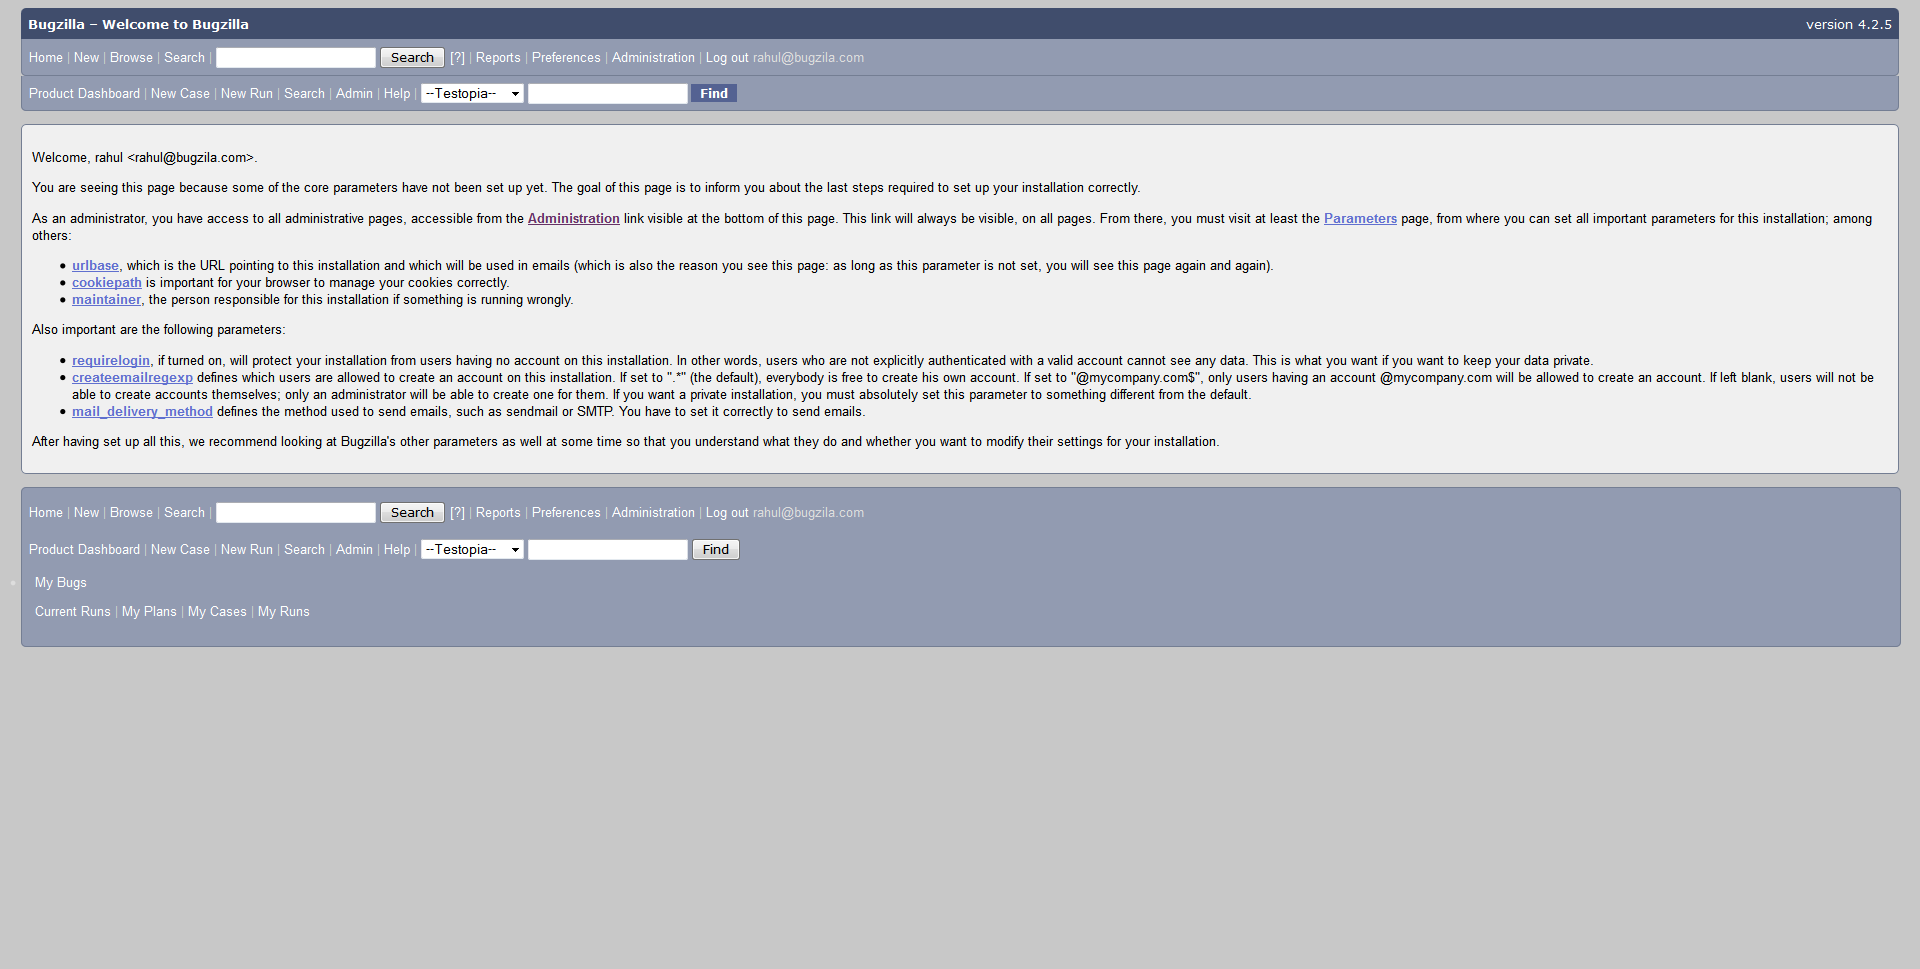 Bugzilla – Welcome to Bugzilla
version 4.2.5
Home | New | Browse | Search | Search [?] | Reports | Preferences | Administration | Log out rahul@bugzila.com
Product Dashboard | New Case | New Run | Search | Admin | Help | --Testopia-- Find
Welcome, rahul <rahul@bugzila.com>.
You are seeing this page because some of the core parameters have not been set up yet. The goal of this page is to inform you about the last steps required to set up your installation correctly.
As an administrator, you have access to all administrative pages, accessible from the Administration link visible at the bottom of this page. This link will always be visible, on all pages. From there, you must visit at least the Parameters page, from where you can set all important parameters for this installation; among
others:
• urlbase, which is the URL pointing to this installation and which will be used in emails (which is also the reason you see this page: as long as this parameter is not set, you will see this page again and again).
• cookiepath is important for your browser to manage your cookies correctly.
• maintainer, the person responsible for this installation if something is running wrongly.
Also important are the following parameters:
• requirelogin, if turned on, will protect your installation from users having no account on this installation. In other words, users who are not explicitly authenticated with a valid account cannot see any data. This is what you want if you want to keep your data private.
• createemailregexp defines which users are allowed to create an account on this installation. If set to ".*" (the default), everybody is free to create his own account. If set to "@mycompany.com$", only users having an account @mycompany.com will be allowed to create an account. If left blank, users will not be
able to create accounts themselves; only an administrator will be able to create one for them. If you want a private installation, you must absolutely set this parameter to something different from the default.
• mail_delivery_method defines the method used to send emails, such as sendmail or SMTP. You have to set it correctly to send emails.
After having set up all this, we recommend looking at Bugzilla's other parameters as well at some time so that you understand what they do and whether you want to modify their settings for your installation.
Home | New | Browse | Search | Search [?] | Reports | Preferences | Administration | Log out rahul@bugzila.com
Product Dashboard | New Case | New Run | Search | Admin | Help | --Testopia-- Find
My Bugs
Current Runs | My Plans | My Cases | My Runs